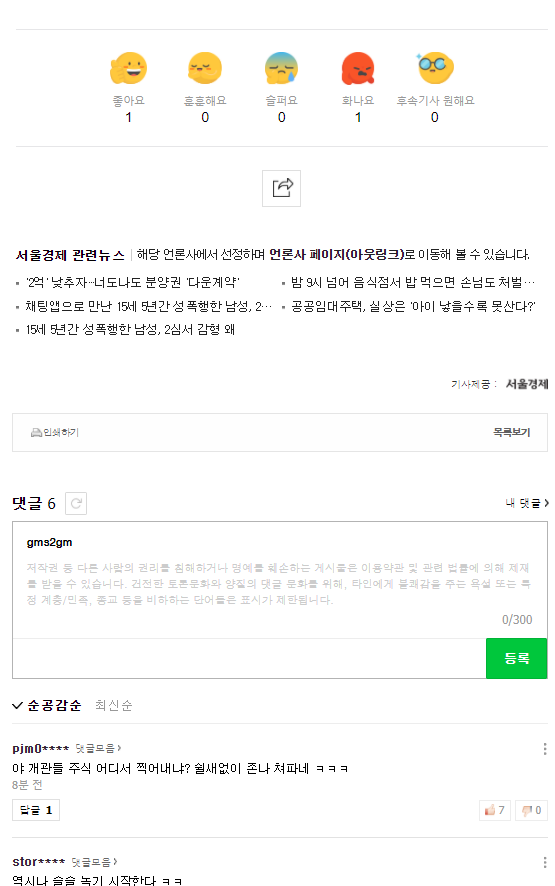 좋아요 훈훈해요 슬퍼요 화나요 후속기사 원해요
1 0 0 1 0
서울경제 관련뉴스 해당 언론사에서 선정하며 언론사 페이지(아웃링크)로 이동해 볼 수 있습니다.
'2억' 낮추자…너도나도 분양권 '다운계약'
밤 9시 넘어 음식점서 밥 먹으면 손님도 처벌…
채팅앱으로 만난 15세 5년간 성폭행한 남성, 2…
공공임대주택, 실상은 '아이 낳을수록 못산다?'
15세 5년간 성폭행한 남성, 2심서 감형 왜
기사제공 : 서울경제
인쇄하기 목록보기
댓글 6 내 댓글
gms2gm
저작권 등 다른 사람의 권리를 침해하거나 명예를 훼손하는 게시물은 이용약관 및 관련 법률에 의해 제재
를 받을 수 있습니다. 건전한 토론문화와 양질의 댓글 문화를 위해, 타인에게 불쾌감을 주는 욕설 또는 특
정 계층/민족, 종교 등을 비하하는 단어들은 표시가 제한됩니다.
0/300
등록
순공감순 최신순
pjm0**** 댓글모음
야 개관들 주식 어디서 찍어내냐? 쉴새없이 존나 쳐파네 ㅋㅋㅋ
8분 전
답글 1 7 0
stor**** 댓글모음
역시나 슬슬 녹기 시작한다 ㅋㅋ